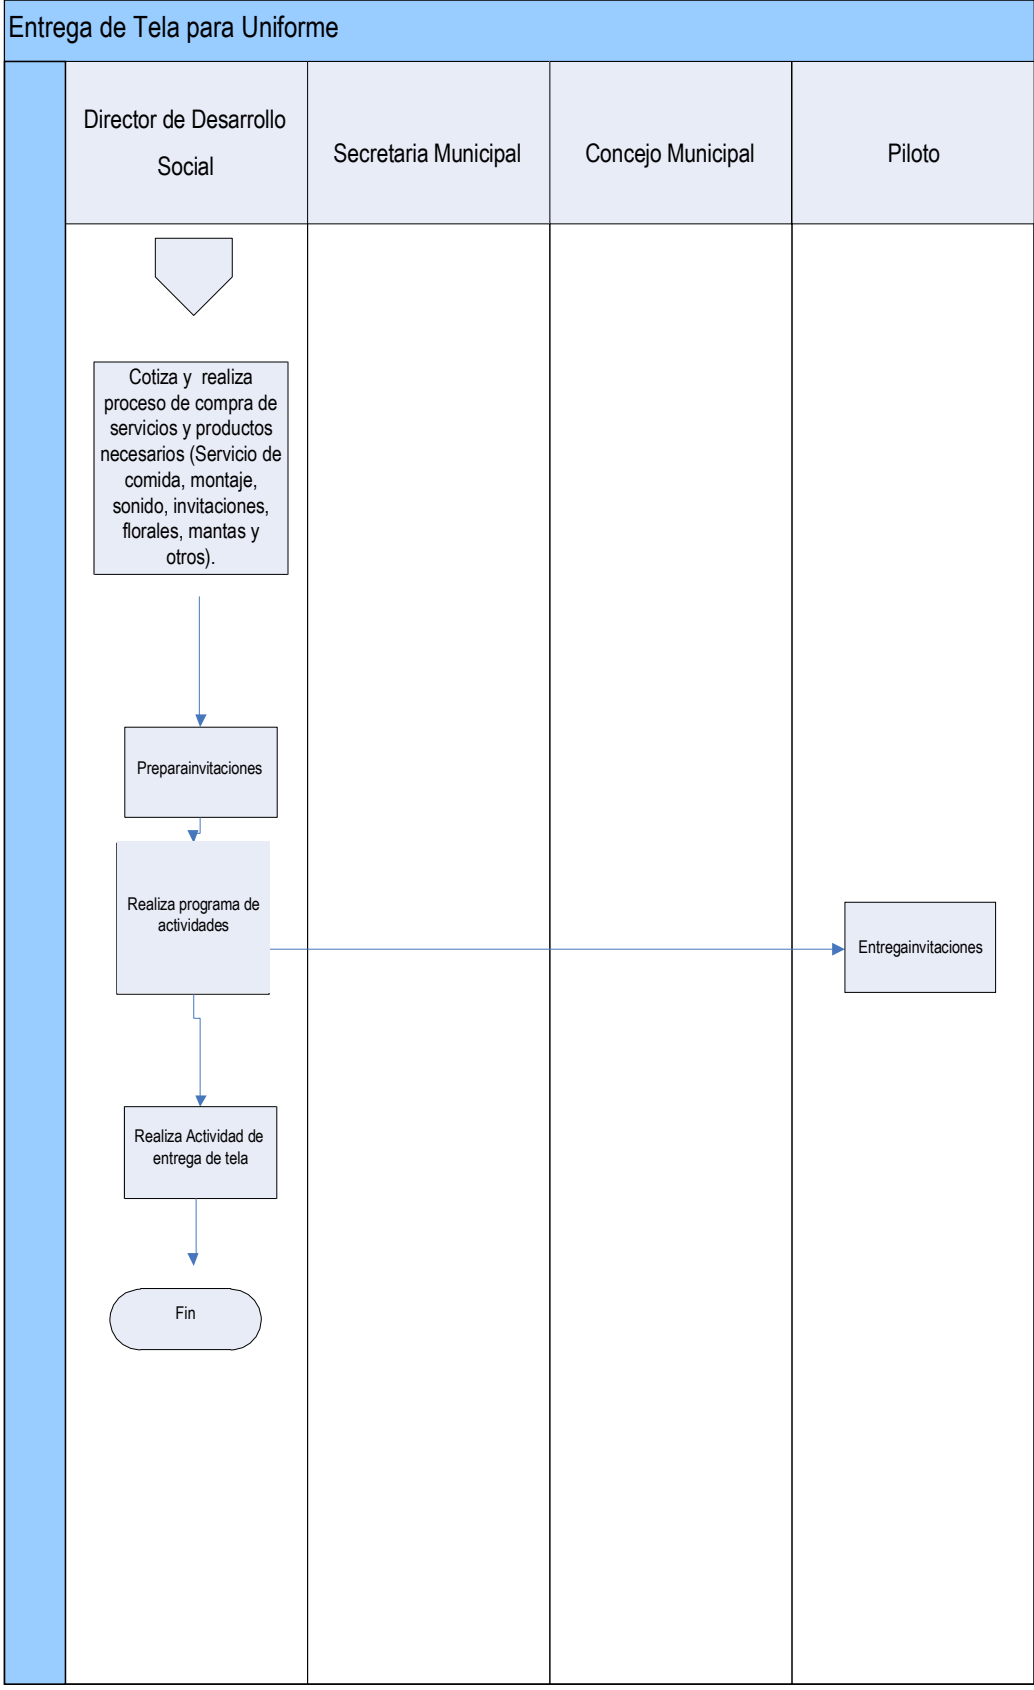 Entrega de Tela para Uniforme
Director de Desarrollo
Social
Secretaria Municipal
Concejo Municipal
Piloto
Cotiza y  realiza
proceso de compra de
servicios y productos
necesarios (Servicio de
comida, montaje,
sonido, invitaciones,
florales, mantas y
otros).
Preparainvitaciones
Realiza programa de
actividades
Entregainvitaciones
Realiza Actividad de
entrega de tela
Fin